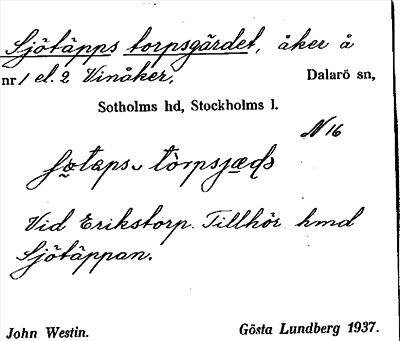 Sjötäpps torpsgärdet, åker å
nr 1 el. 2 Vinåker, Dalarö sn,
Sotholms hd, Stockholms l.
N 16
Vid Erikstorp. Tillhör hmd
Sjötäppan.
John Westin. Gösta Lundberg 1937.